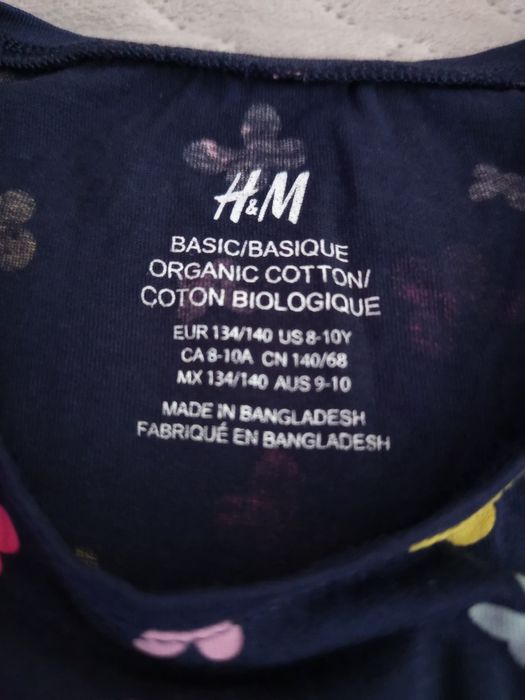 H&M
BASIC/BASIQUE
ORGANIC COTTON/
COTON BIOLOGIQUE
EUR 134/140 US 8-10Y
CA 8-10A CN 140/68
MX 134/140 AUS 9-10
MADE IN BANGLADESH
FABRIQUÉ EN BANGLADESH